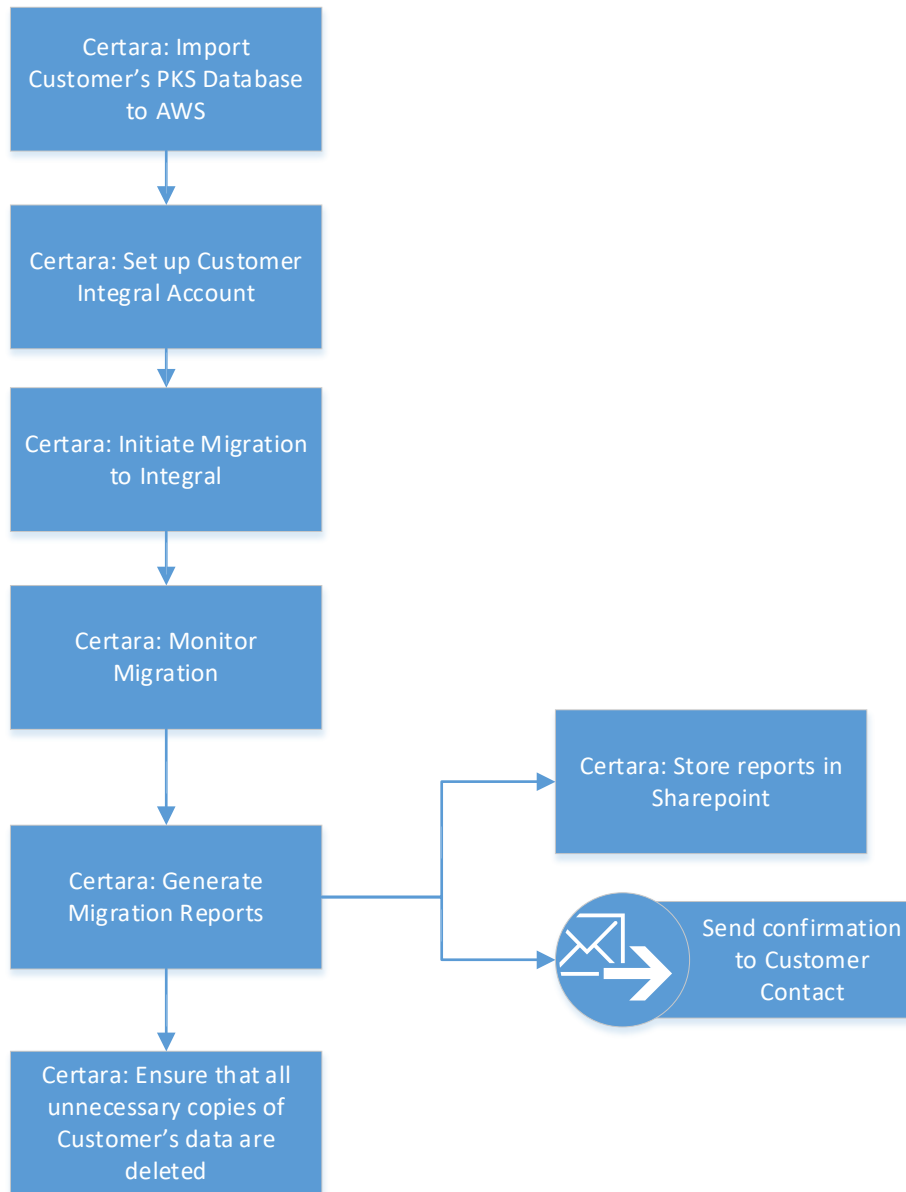 Certara: Import
Customer’s PKS Database
to AWS
Certara: Set up Customer
Integral Account
Certara: Initiate Migration
to Integral
Certara: Monitor
Migration
Certara: Generate
Migration Reports
Certara: Store reports in
Sharepoint
Send confirmation
to Customer
Contact
Certara: Ensure that all
unnecessary copies of
Customer’s data are
deleted